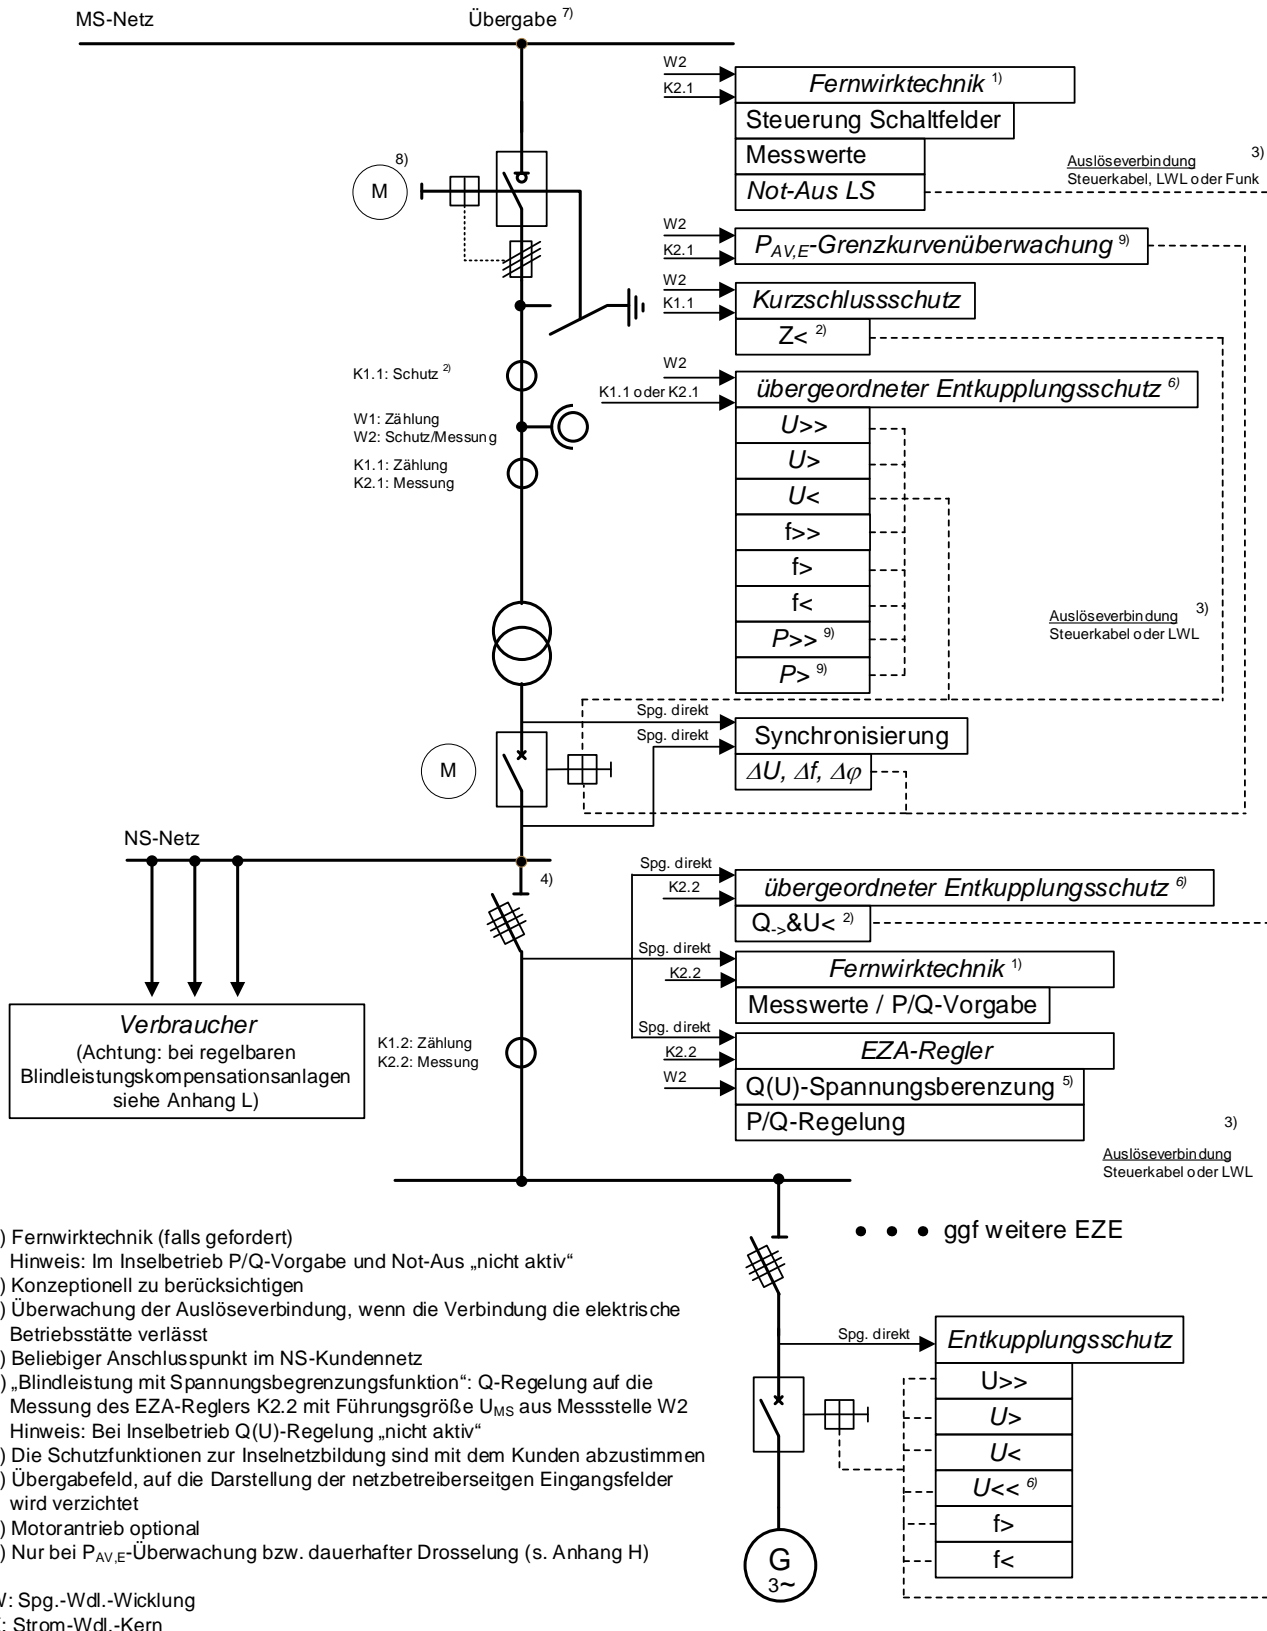 MS-Netz
Übergabe 7)
W2
K2.1
Fernwirktechnik 1)
Steuerung Schaltfelder
Messwerte
Not-Aus LS
Auslöseverbindung 3)
Steuerkabel, LWL oder Funk
8)
M
W2
K2.1
PAV,E-Grenzkurvenüberwachung 9)
W2
K1.1
Kurzschlussschutz
Z< 2)
K1.1: Schutz 2)
W1: Zählung
W2: Schutz/Messung
K1.1: Zählung
K2.1: Messung
W2
K1.1 oder K2.1
übergeordneter Entkupplungsschutz 6)
U>>
U>
U<
f>>
f>
f<
P>> 9)
P> 9)
Auslöseverbindung 3)
Steuerkabel oder LWL
Spg. direkt
Spg. direkt
Synchronisierung
ΔU, Δf, Δφ
M
NS-Netz
4)
Spg. direkt
K2.2
übergeordneter Entkupplungsschutz 6)
Q->&U< 2)
Spg. direkt
K2.2
Fernwirktechnik 1)
Messwerte / P/Q-Vorgabe
Spg. direkt
K2.2
W2
EZA-Regler
Q(U)-Spannungsberenzung 5)
P/Q-Regelung
Verbraucher
(Achtung: bei regelbaren
Blindleistungskompensationsanlagen
siehe Anhang L)
K1.2: Zählung
K2.2: Messung
3)
Auslöseverbindung
Steuerkabel oder LWL
ggf weitere EZE
) Fernwirktechnik (falls gefordert)
Hinweis: Im Inselbetrieb P/Q-Vorgabe und Not-Aus „nicht aktiv“
) Konzeptionell zu berücksichtigen
) Überwachung der Auslöseverbindung, wenn die Verbindung die elektrische
Betriebsstätte verlässt
) Beliebiger Anschlusspunkt im NS-Kundennetz
) „Blindleistung mit Spannungsbegrenzungsfunktion“: Q-Regelung auf die
Messung des EZA-Reglers K2.2 mit Führungsgröße UMS aus Messstelle W2
Hinweis: Bei Inselbetrieb Q(U)-Regelung „nicht aktiv“
) Die Schutzfunktionen zur Inselnetzbildung sind mit dem Kunden abzustimmen
) Übergabefeld, auf die Darstellung der netzbetreiberseitgen Eingangsfelder
wird verzichtet
) Motorantrieb optional
) Nur bei PAV,E-Überwachung bzw. dauerhafter Drosselung (s. Anhang H)
: Spg.-Wdl.-Wicklung
: Strom-Wdl.-Kern
Spg. direkt
Entkupplungsschutz
U>>
U>
U<
U<< 6)
f>
f<
G
3~